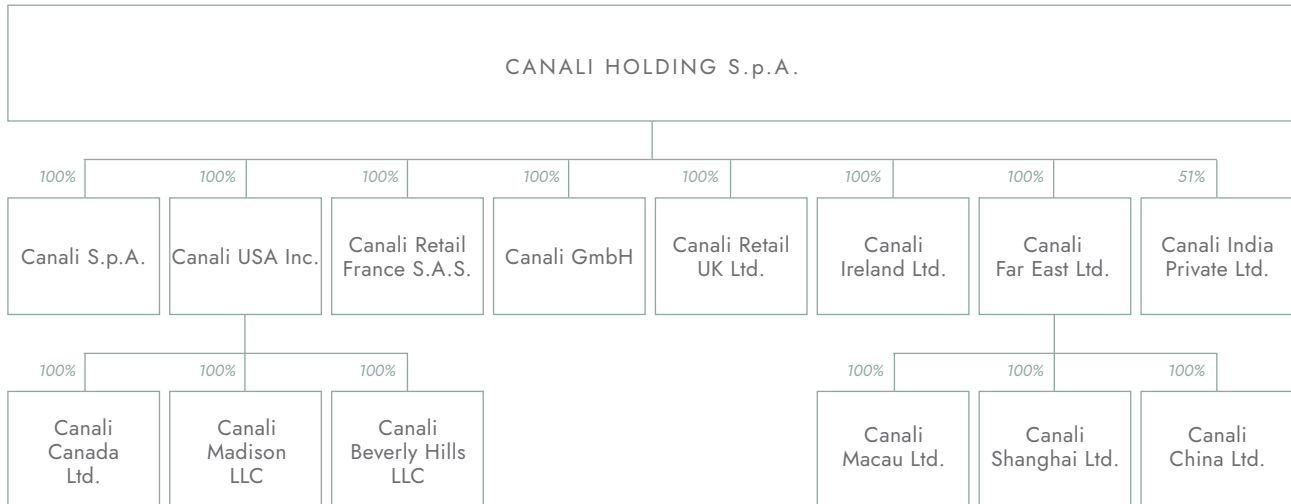 CANALI HOLDING S.p.A.
100%
100%
100%
100%
100%
100%
100%
51%
Canali S.p.A.
Canali USA Inc.
Canali Retail
France S.A.S.
Canali GmbH
Canali Retail
UK Ltd.
Canali
Ireland Ltd.
Canali
Far East Ltd.
Canali India
Private Ltd.
100%
100%
100%
100%
100%
100%
Canali
Canada
Ltd.
Canali
Madison
LLC
Canali
Beverly Hills
LLC
Canali
Macau Ltd.
Canali
Shanghai Ltd.
Canali
China Ltd.